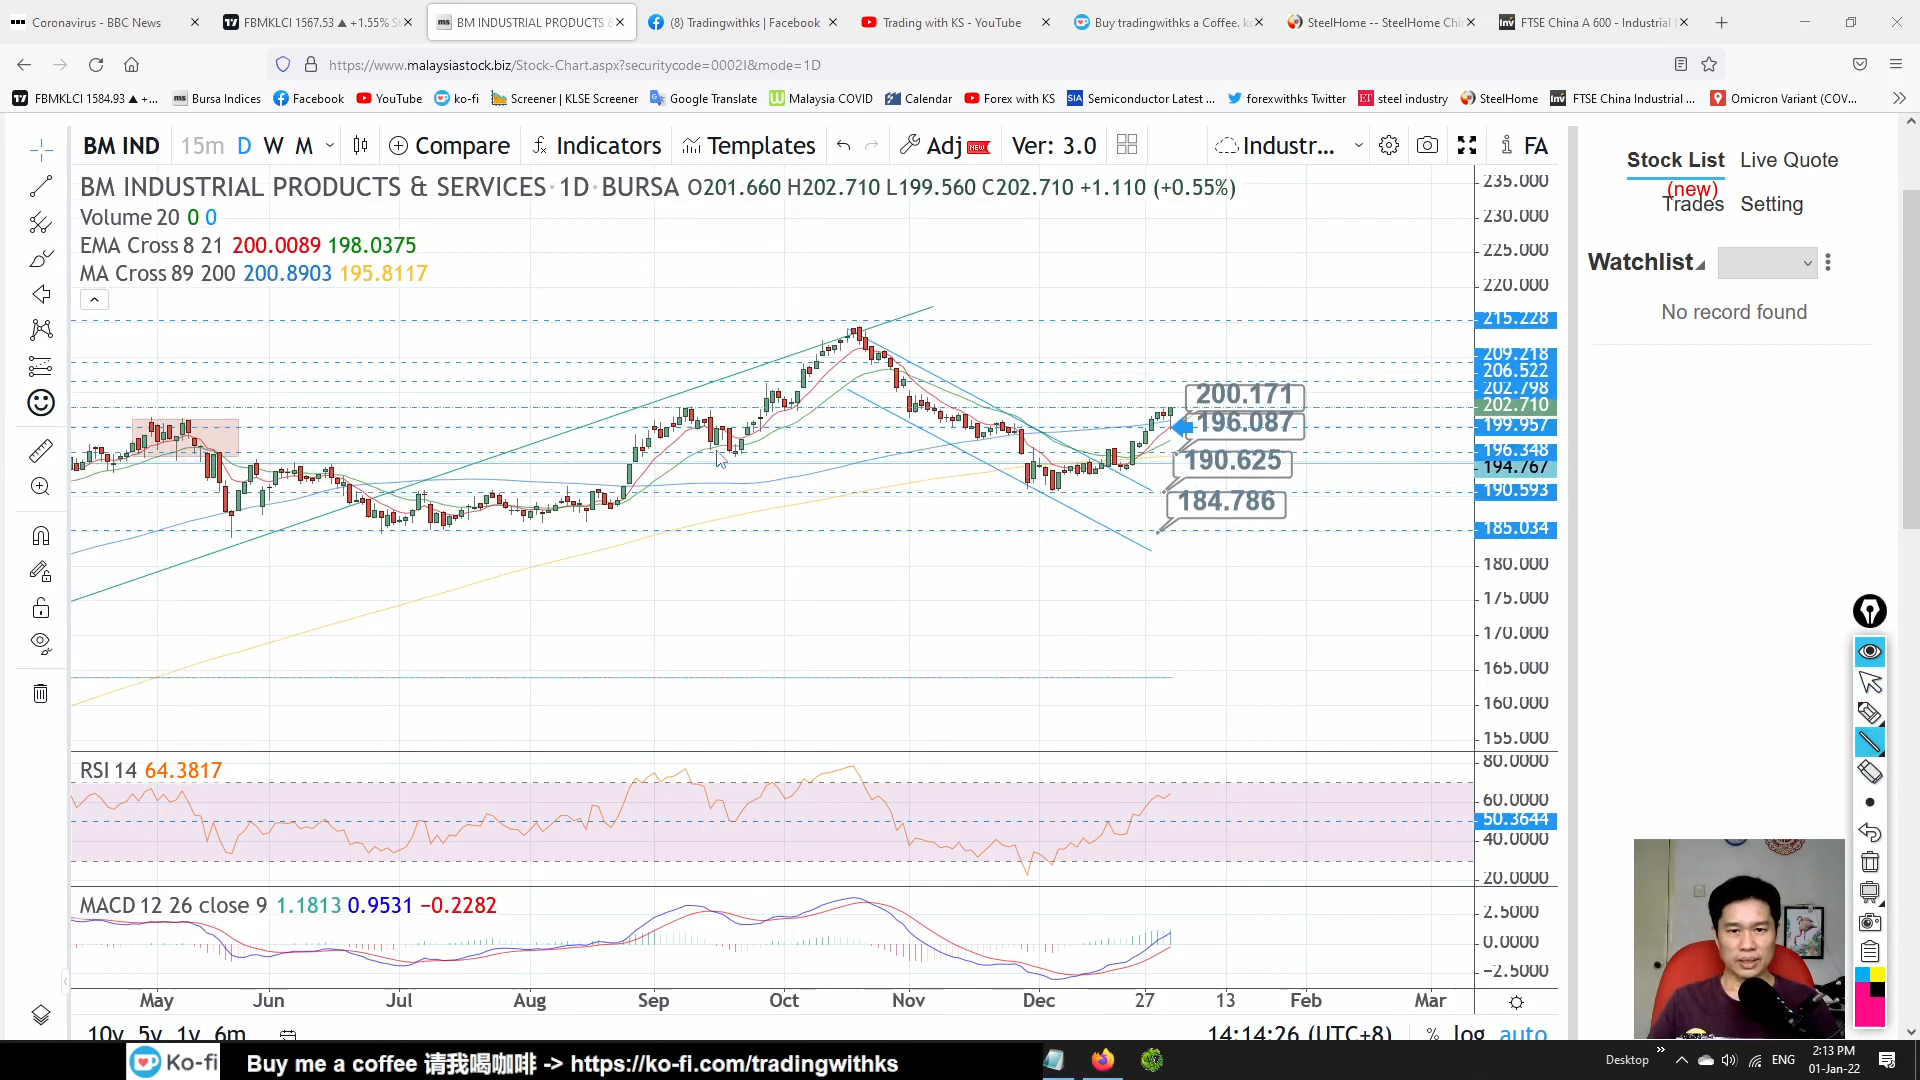 Coronavirus - BBC News
FBMKLCI 1567.53 ▲ +1.55% S
BM INDUSTRIAL PRODUCTS &
(8) Tradingwithks | Facebook
Trading with KS - YouTube
Buy tradingwithks a Coffee. k
SteelHome -- SteelHome Chi
FTSE China A 600 - Industrial
https://www.malaysiastock.biz/Stock-Chart.aspx?securitycode=0002I&mode=1D
FBMKLCI 1584.93 ▲ +...
Bursa Indices
Facebook
YouTube
ko-fi
Screener | KLSE Screener
Google Translate
Malaysia COVID
Calendar
Forex with KS
Semiconductor Latest ...
forexwithks Twitter
steel industry
SteelHome
FTSE China Industrial ...
Omicron Variant (COV...
BM IND 15m D W M Compare Indicators Templates Adj NEW Ver: 3.0 Industr... FA
Stock List Live Quote
(new)
Trades Setting
Watchlist
No record found
BM INDUSTRIAL PRODUCTS & SERVICES · 1D · BURSA O201.660 H202.710 L199.560 C202.710 +1.110 (+0.55%)
Volume 20 0 0
EMA Cross 8 21 200.0089 198.0375
MA Cross 89 200 200.8903 195.8117
235.000
230.000
225.000
220.000
215.228
209.218
206.522
202.798
202.710
199.957
196.348
194.767
190.593
185.034
180.000
175.000
170.000
165.000
160.000
155.000
200.171
196.087
190.625
184.786
RSI 14 64.3817
80.0000
60.0000
50.3644
40.0000
20.0000
MACD 12 26 close 9 1.1813 0.9531 −0.2282
2.5000
0.0000
−2.5000
May Jun Jul Aug Sep Oct Nov Dec 27 13 Feb Mar
10y 5y 1y 6m
14:14:26 (UTC+8) % log auto
Ko-fi
Buy me a coffee 请我喝咖啡 -> https://ko-fi.com/tradingwithks
Desktop
ENG
2:13 PM
01-Jan-22